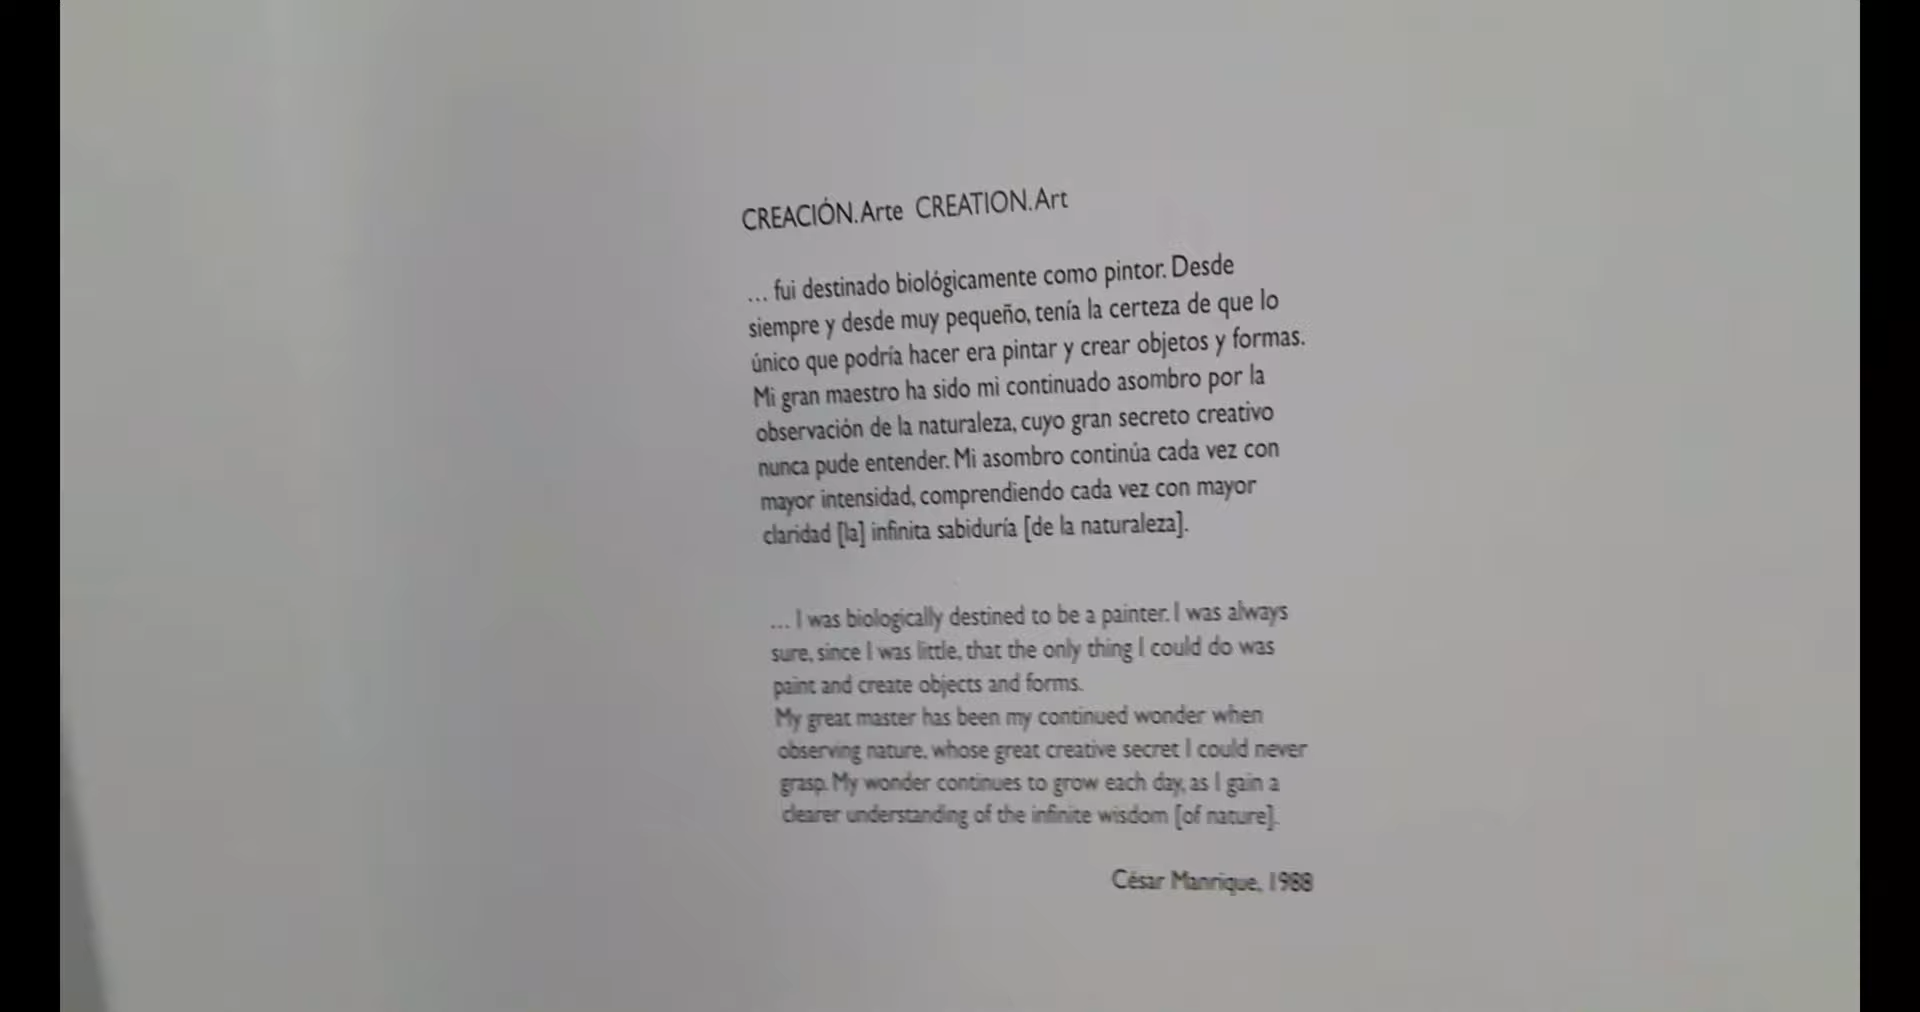 CREACIÓN.Arte CREATION.Art
... fui destinado biológicamente como pintor. Desde
siempre y desde muy pequeño, tenía la certeza de que lo
único que podría hacer era pintar y crear objetos y formas.
Mi gran maestro ha sido mi continuado asombro por la
observación de la naturaleza, cuyo gran secreto creativo
nunca pude entender. Mi asombro continúa cada vez con
mayor intensidad, comprendiendo cada vez con mayor
claridad [la] infinita sabiduría [de la naturaleza].
... I was biologically destined to be a painter. I was always
sure, since I was little, that the only thing I could do was
paint and create objects and forms.
My great master has been my continued wonder when
observing nature, whose great creative secret I could never
grasp. My wonder continues to grow each day, as I gain a
clearer understanding of the infinite wisdom [of nature].
César Manrique, 1988